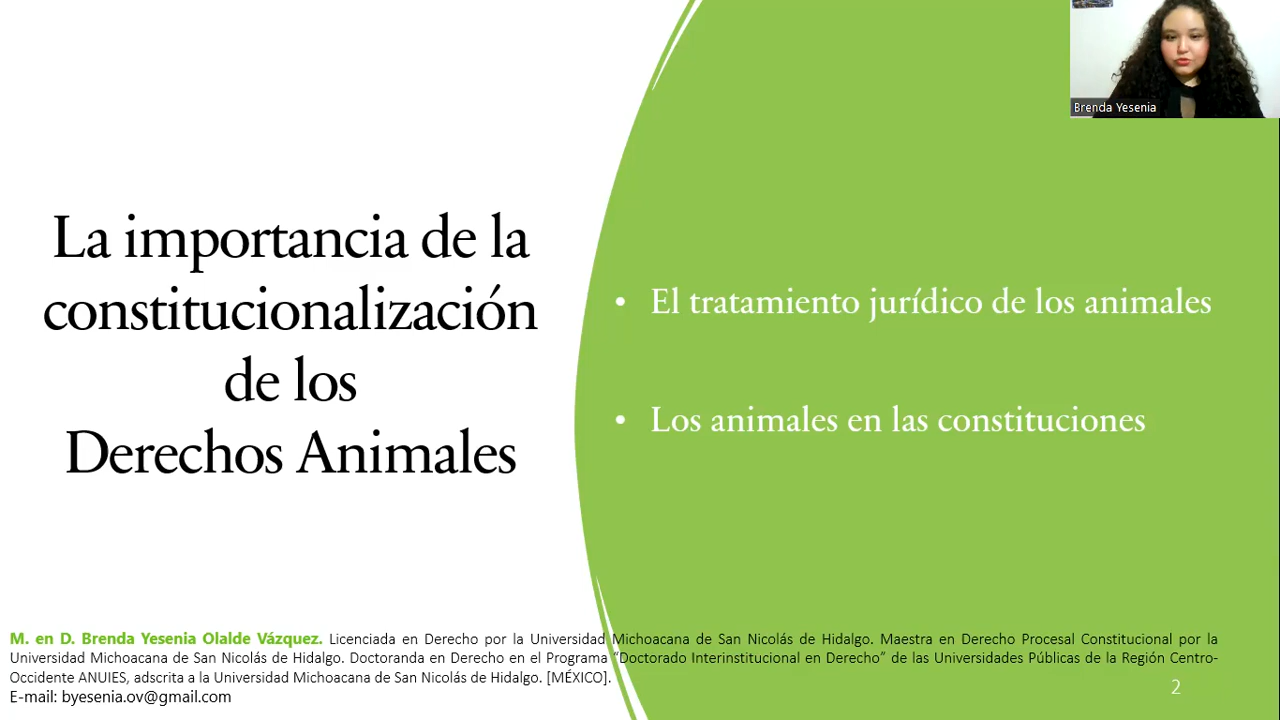 Brenda Yesenia
La importancia de la
constitucionalización
de los
Derechos Animales
• El tratamiento jurídico de los animales
• Los animales en las constituciones
M. en D. Brenda Yesenia Olalde Vázquez. Licenciada en Derecho por la Universidad Michoacana de San Nicolás de Hidalgo. Maestra en Derecho Procesal Constitucional por la
Universidad Michoacana de San Nicolás de Hidalgo. Doctoranda en Derecho en el Programa “Doctorado Interinstitucional en Derecho” de las Universidades Públicas de la Región Centro-
Occidente ANUIES, adscrita a la Universidad Michoacana de San Nicolás de Hidalgo. [MÉXICO].
E-mail: byesenia.ov@gmail.com
2